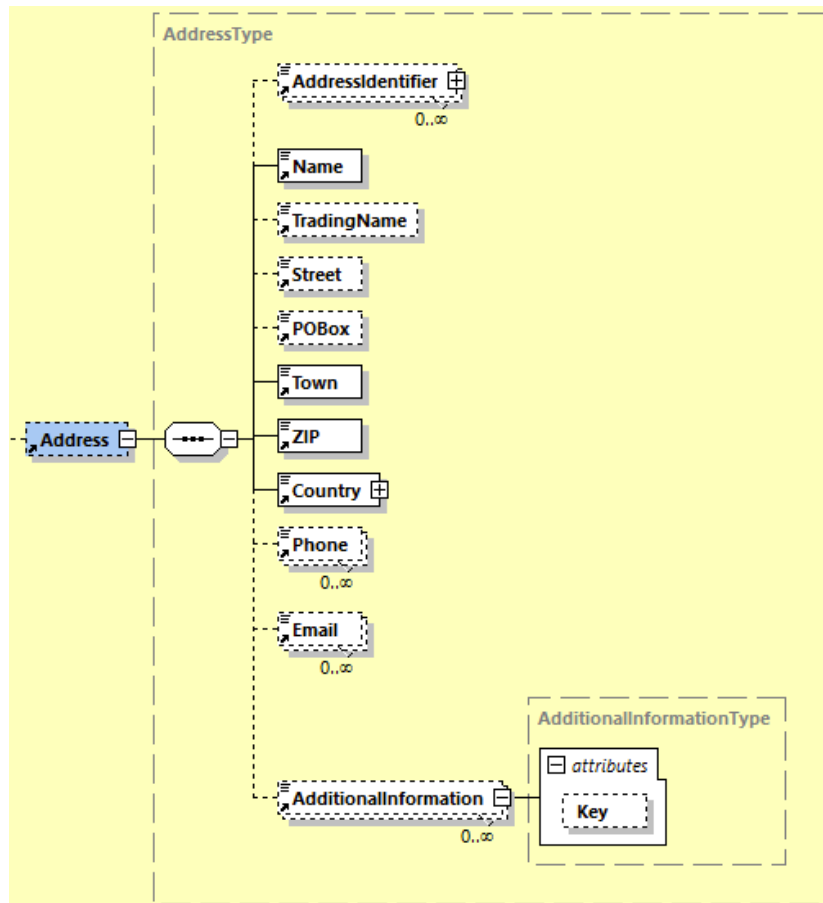 AddressType
AddressIdentifier
0..∞
Name
TradingName
Street
POBox
Town
Address
ZIP
Country
Phone
0..∞
Email
0..∞
AdditionalInformationType
attributes
AdditionalInformation
Key
0..∞